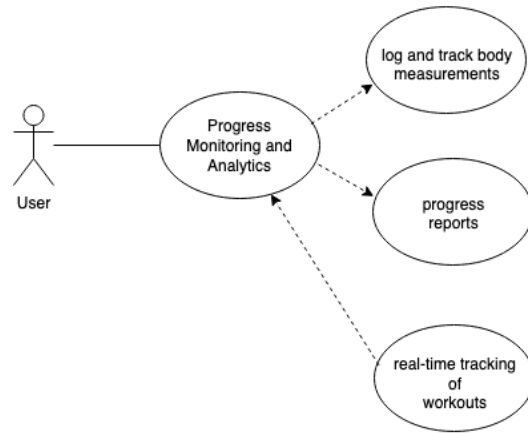 log and track body
measurements
Progress
Monitoring and
Analytics
User
progress
reports
real-time tracking
of
workouts